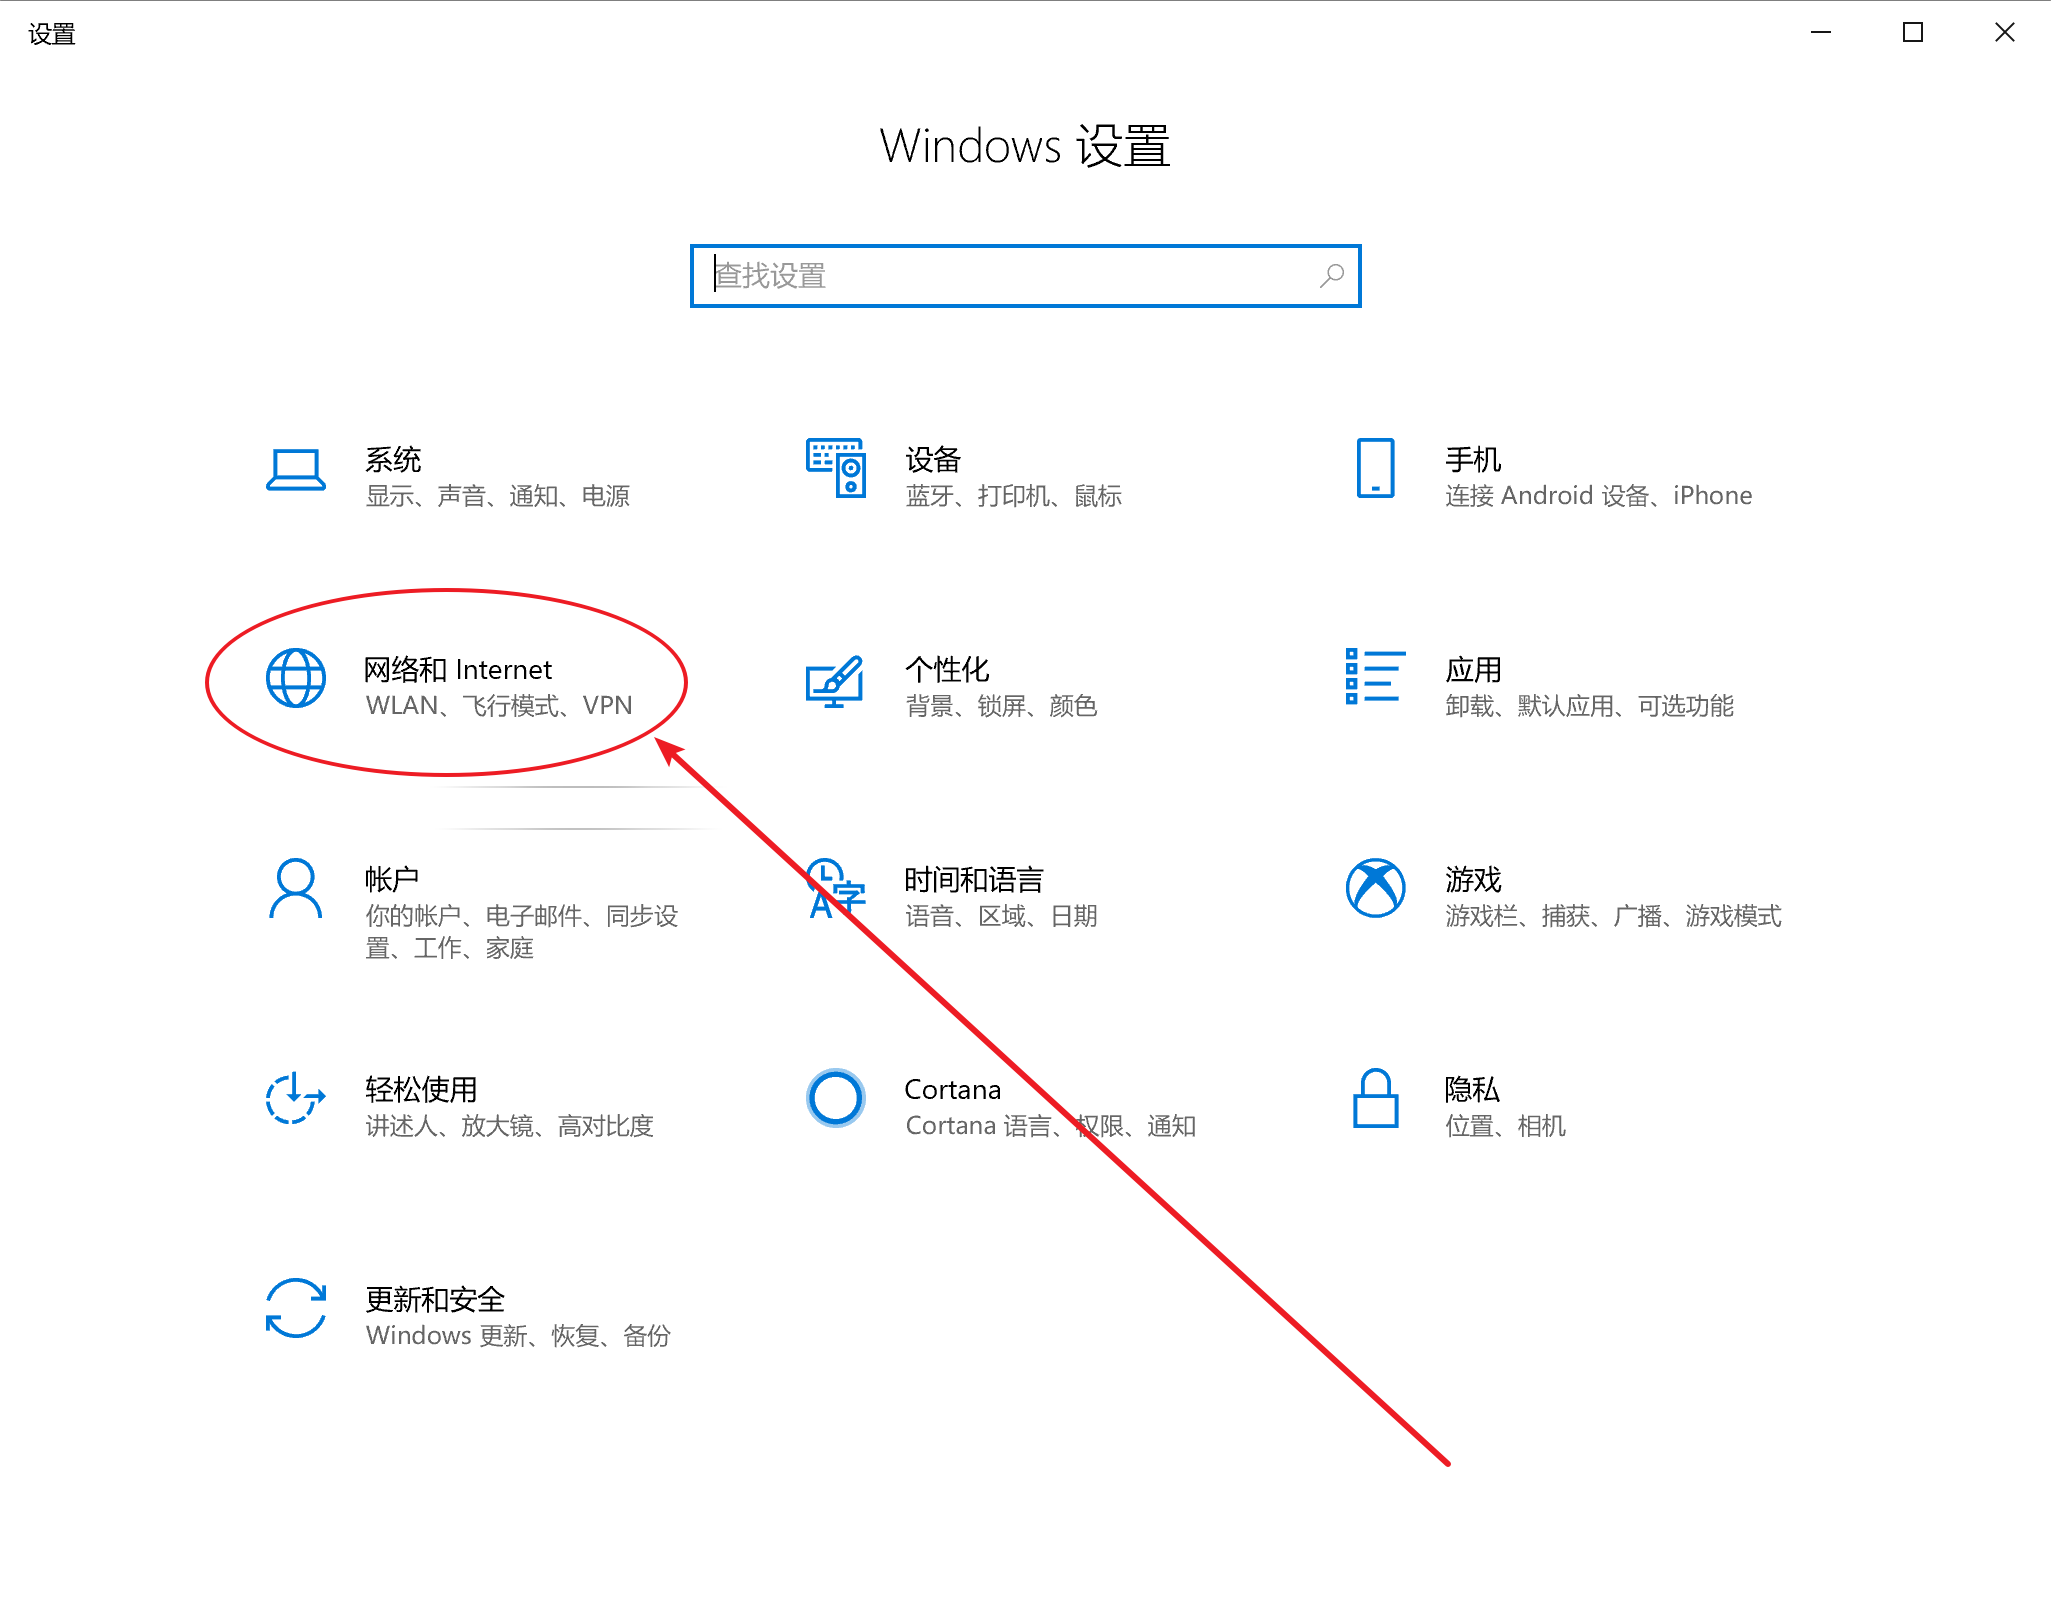 设置
Windows 设置
查找设置
系统
显示、声音、通知、电源
设备
蓝牙、打印机、鼠标
手机
连接 Android 设备、iPhone
网络和 Internet
WLAN、飞行模式、VPN
个性化
背景、锁屏、颜色
应用
卸载、默认应用、可选功能
帐户
你的帐户、电子邮件、同步设
置、工作、家庭
时间和语言
语音、区域、日期
游戏
游戏栏、捕获、广播、游戏模式
轻松使用
讲述人、放大镜、高对比度
Cortana
Cortana 语言、权限、通知
隐私
位置、相机
更新和安全
Windows 更新、恢复、备份